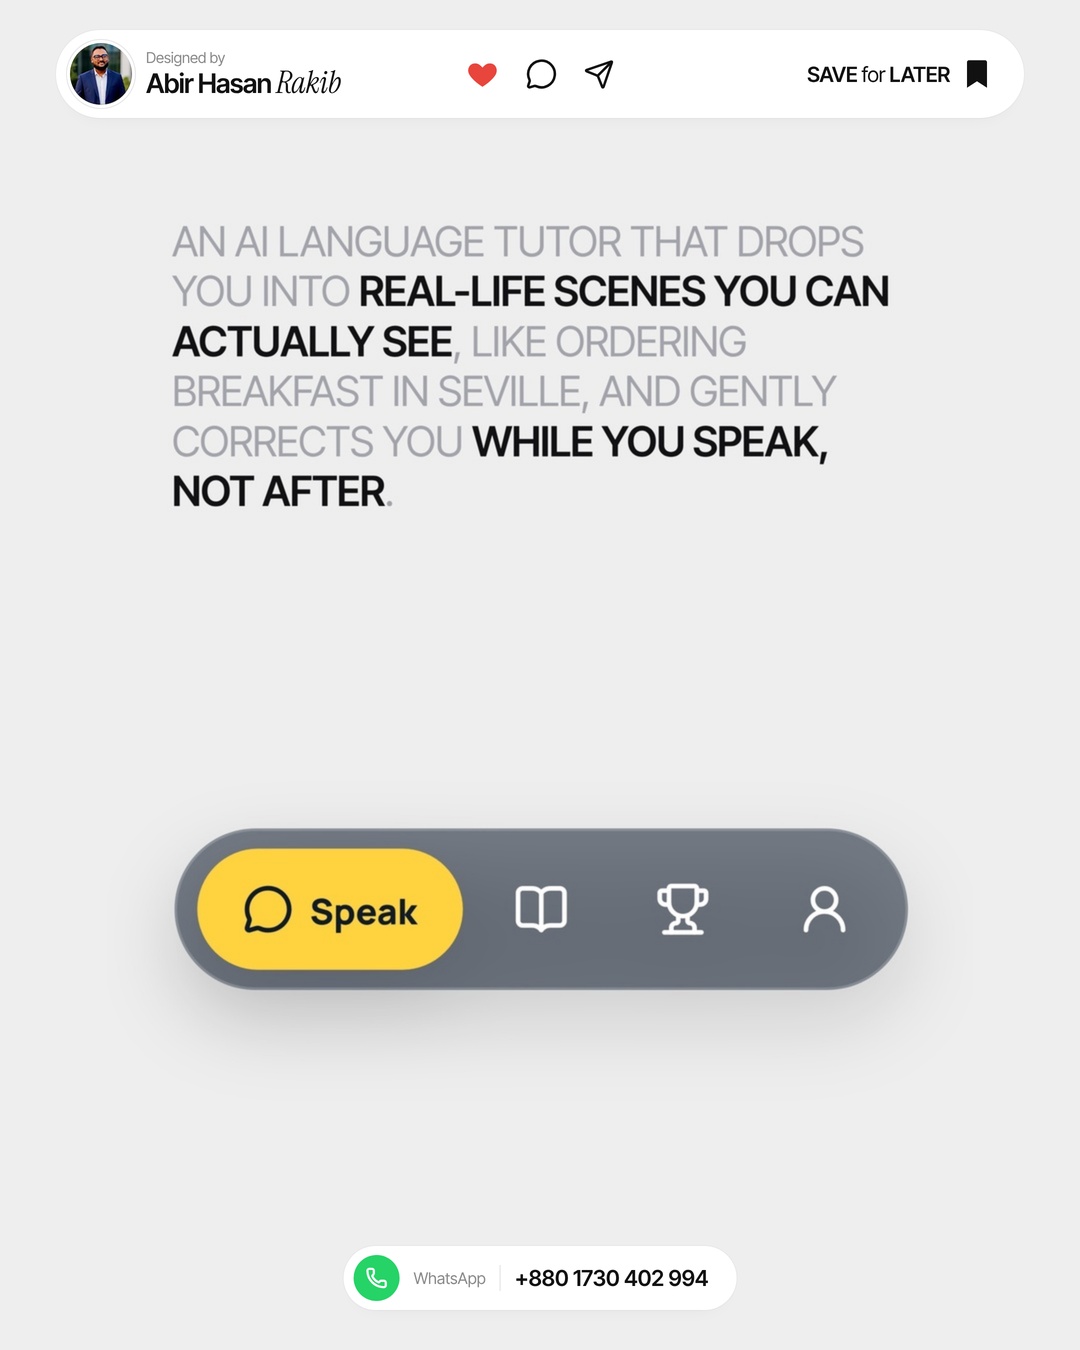 Designed by
Abir Hasan Rakib
SAVE for LATER
AN AI LANGUAGE TUTOR THAT DROPS
YOU INTO REAL-LIFE SCENES YOU CAN
ACTUALLY SEE, LIKE ORDERING
BREAKFAST IN SEVILLE, AND GENTLY
CORRECTS YOU WHILE YOU SPEAK,
NOT AFTER.
Speak
WhatsApp
+880 1730 402 994